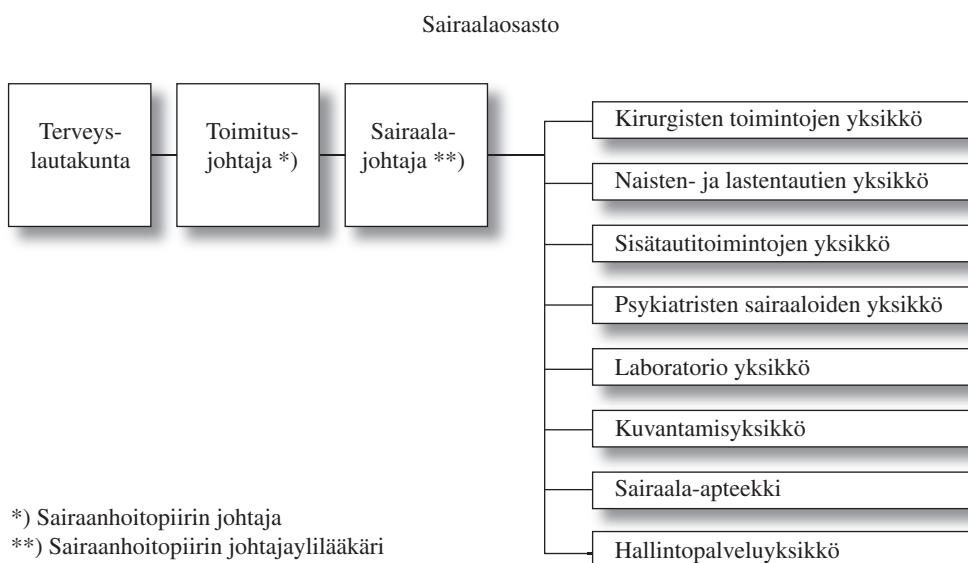 Sairaalaosasto
Terveys-
lautakunta
Toimitus-
johtaja *)
Sairaala-
johtaja **)
Kirurgisten toimintojen yksikkö
Naisten- ja lastentautien yksikkö
Sisätautitoimintojen yksikkö
Psykiatristen sairaaloiden yksikkö
Laboratorio yksikkö
Kuvantamisyksikkö
Sairaala-apteekki
Hallintopalveluyksikkö
*) Sairaanhoitopiirin johtaja
**) Sairaanhoitopiirin johtajaylilääkäri